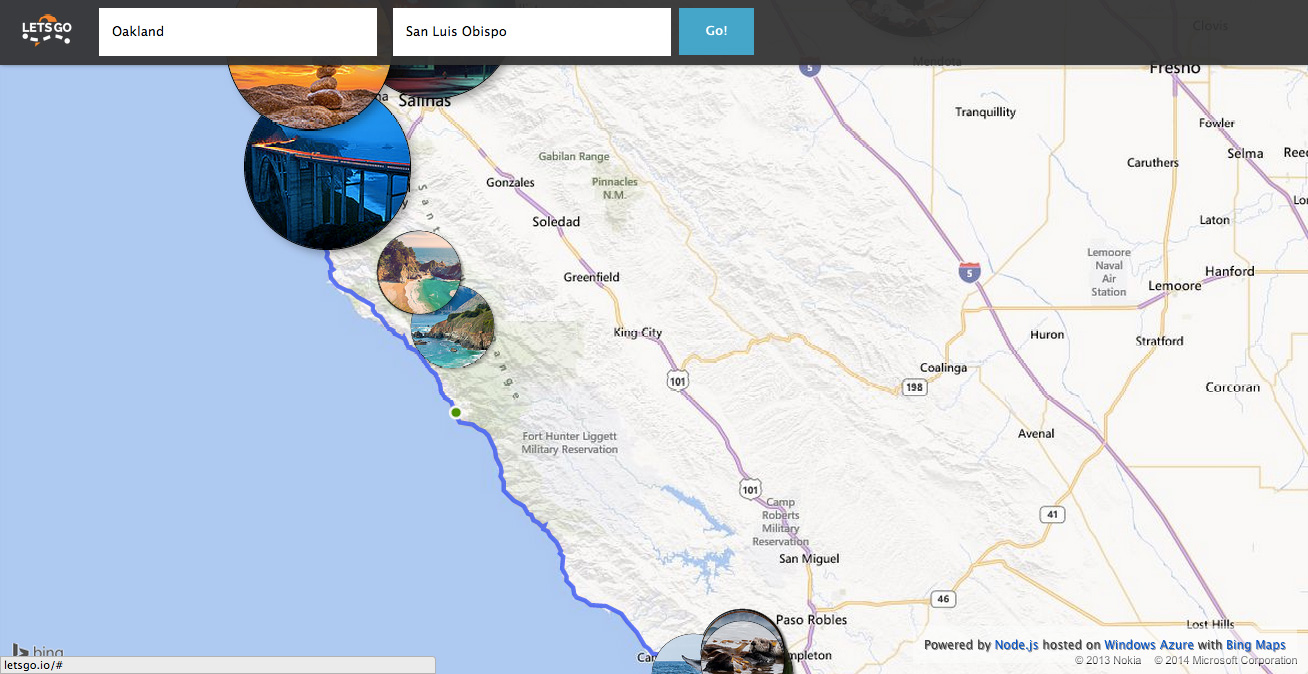 LETS GO
Oakland
San Luis Obispo
Go!
Clovis
Mendota
5
Fresno
Salinas
Tranquillity
Fowler
Gabilan Range
Caruthers
Selma
Reed
Gonzales
Pinnacles
N.M.
Soledad
Laton
Lemoore
Naval
Air
Station
5
Hanford
Greenfield
Lemoore
King City
Huron
Stratford
Coalinga
101
198
Corcoran
Avenal
Fort Hunter Liggett
Military Reservation
101
Camp
Roberts
Military
Reservation
41
San Miguel
46
Paso Robles
Lost Hills
Powered by Node.js hosted on Windows Azure with Bing Maps
bing
© 2013 Nokia © 2014 Microsoft Corporation
letsgo.io/#